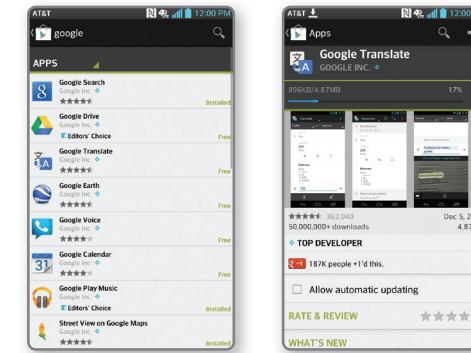 AT&T 12:00 PM
google
APPS
Google Search
Google Inc.
Installed
Google Drive
Google Inc.
Editors' Choice
Free
Google Translate
Google Inc.
Free
Google Earth
Google Inc.
Free
Google Voice
Google Inc.
Free
Google Calendar
Google Inc.
Free
Google Play Music
Google Inc.
Editors' Choice
Installed
Street View on Google Maps
Google Inc.
Installed
AT&T 12:00
Apps
Google Translate
GOOGLE INC.
896KB/4.87MB 17%
362,040 Dec 5, 2
50,000,000+ downloads 4.87
TOP DEVELOPER
+1 187K people +1'd this.
Allow automatic updating
RATE & REVIEW
WHAT'S NEW